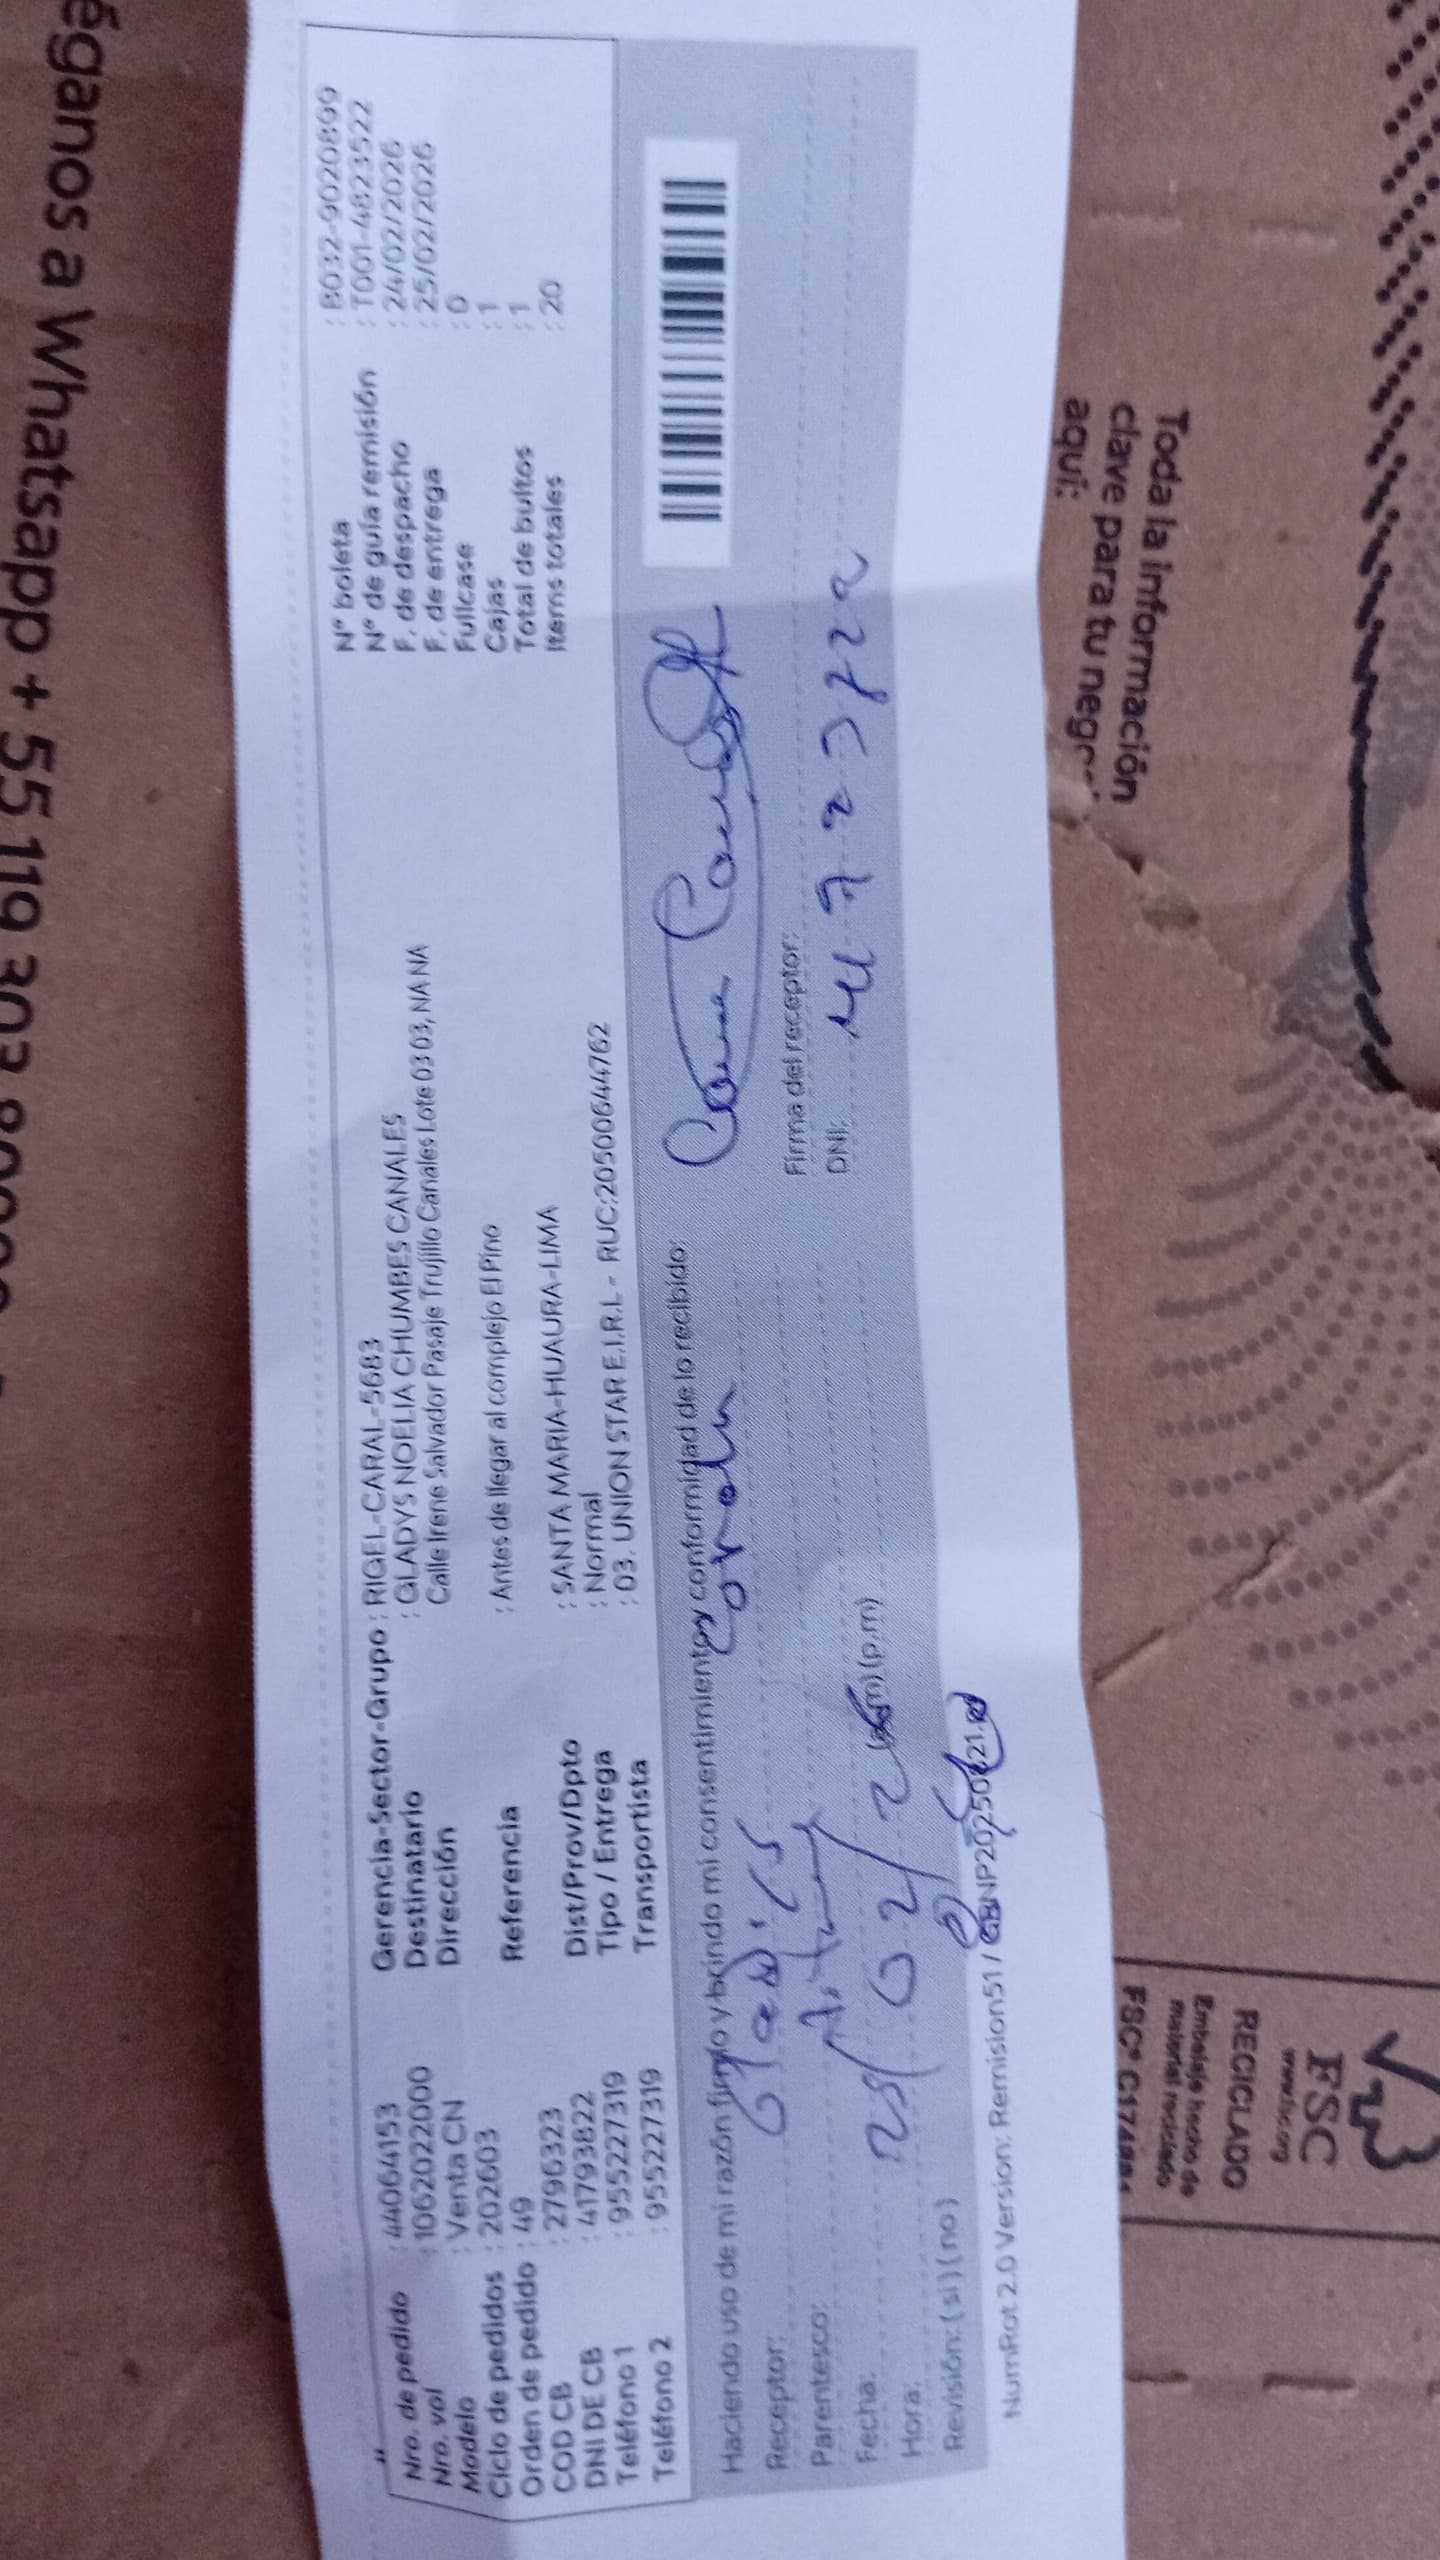 éganos a Whatsapp + 55 119 303
Nro. de pedido : 44064153
Nro. vol : 1062022000
Modelo : Venta CN
Ciclo de pedidos : 202603
Orden de pedido : 49
COD CB : 2796323
DNI DE CB : 41793822
Teléfono 1 : 955227319
Teléfono 2 : 955227319
Gerencia-Sector-Grupo : RIGEL-CARAL-5683
Destinatario : GLADYS NOELIA CHUMBES CANALES
Dirección Calle Irene Salvador Pasaje Trujillo Canales Lote 03 03, NA NA
Referencia : Antes de llegar al complejo El Pino
Dist/Prov/Dpto : SANTA MARIA-HUAURA-LIMA
Tipo / Entrega : Normal
Transportista : 03. UNION STAR E.I.R.L - RUC:20500644762
N° boleta : B032-9020899
N° de guía remisión : T001-4823522
F. de despacho : 24/02/2026
F. de entrega : 25/02/2026
Fullcase : 0
Cajas : 1
Total de bultos : 1
Items totales : 20
Haciendo uso de mi razón firmo y brindo mi consentimiento y conformidad de lo recibido:
Receptor:
Parentesco:
Fecha: 25/02/2
Hora: (p.m)
Revisión: (si) (no)
Firma del receptor:
DNI:
NumRot 2.0 Version: Remision51 /
Toda la información
clave para tu nego
aquí:
RECICLADO
Embalaje hecho de
material reciclado
FSC
www.fsc.org